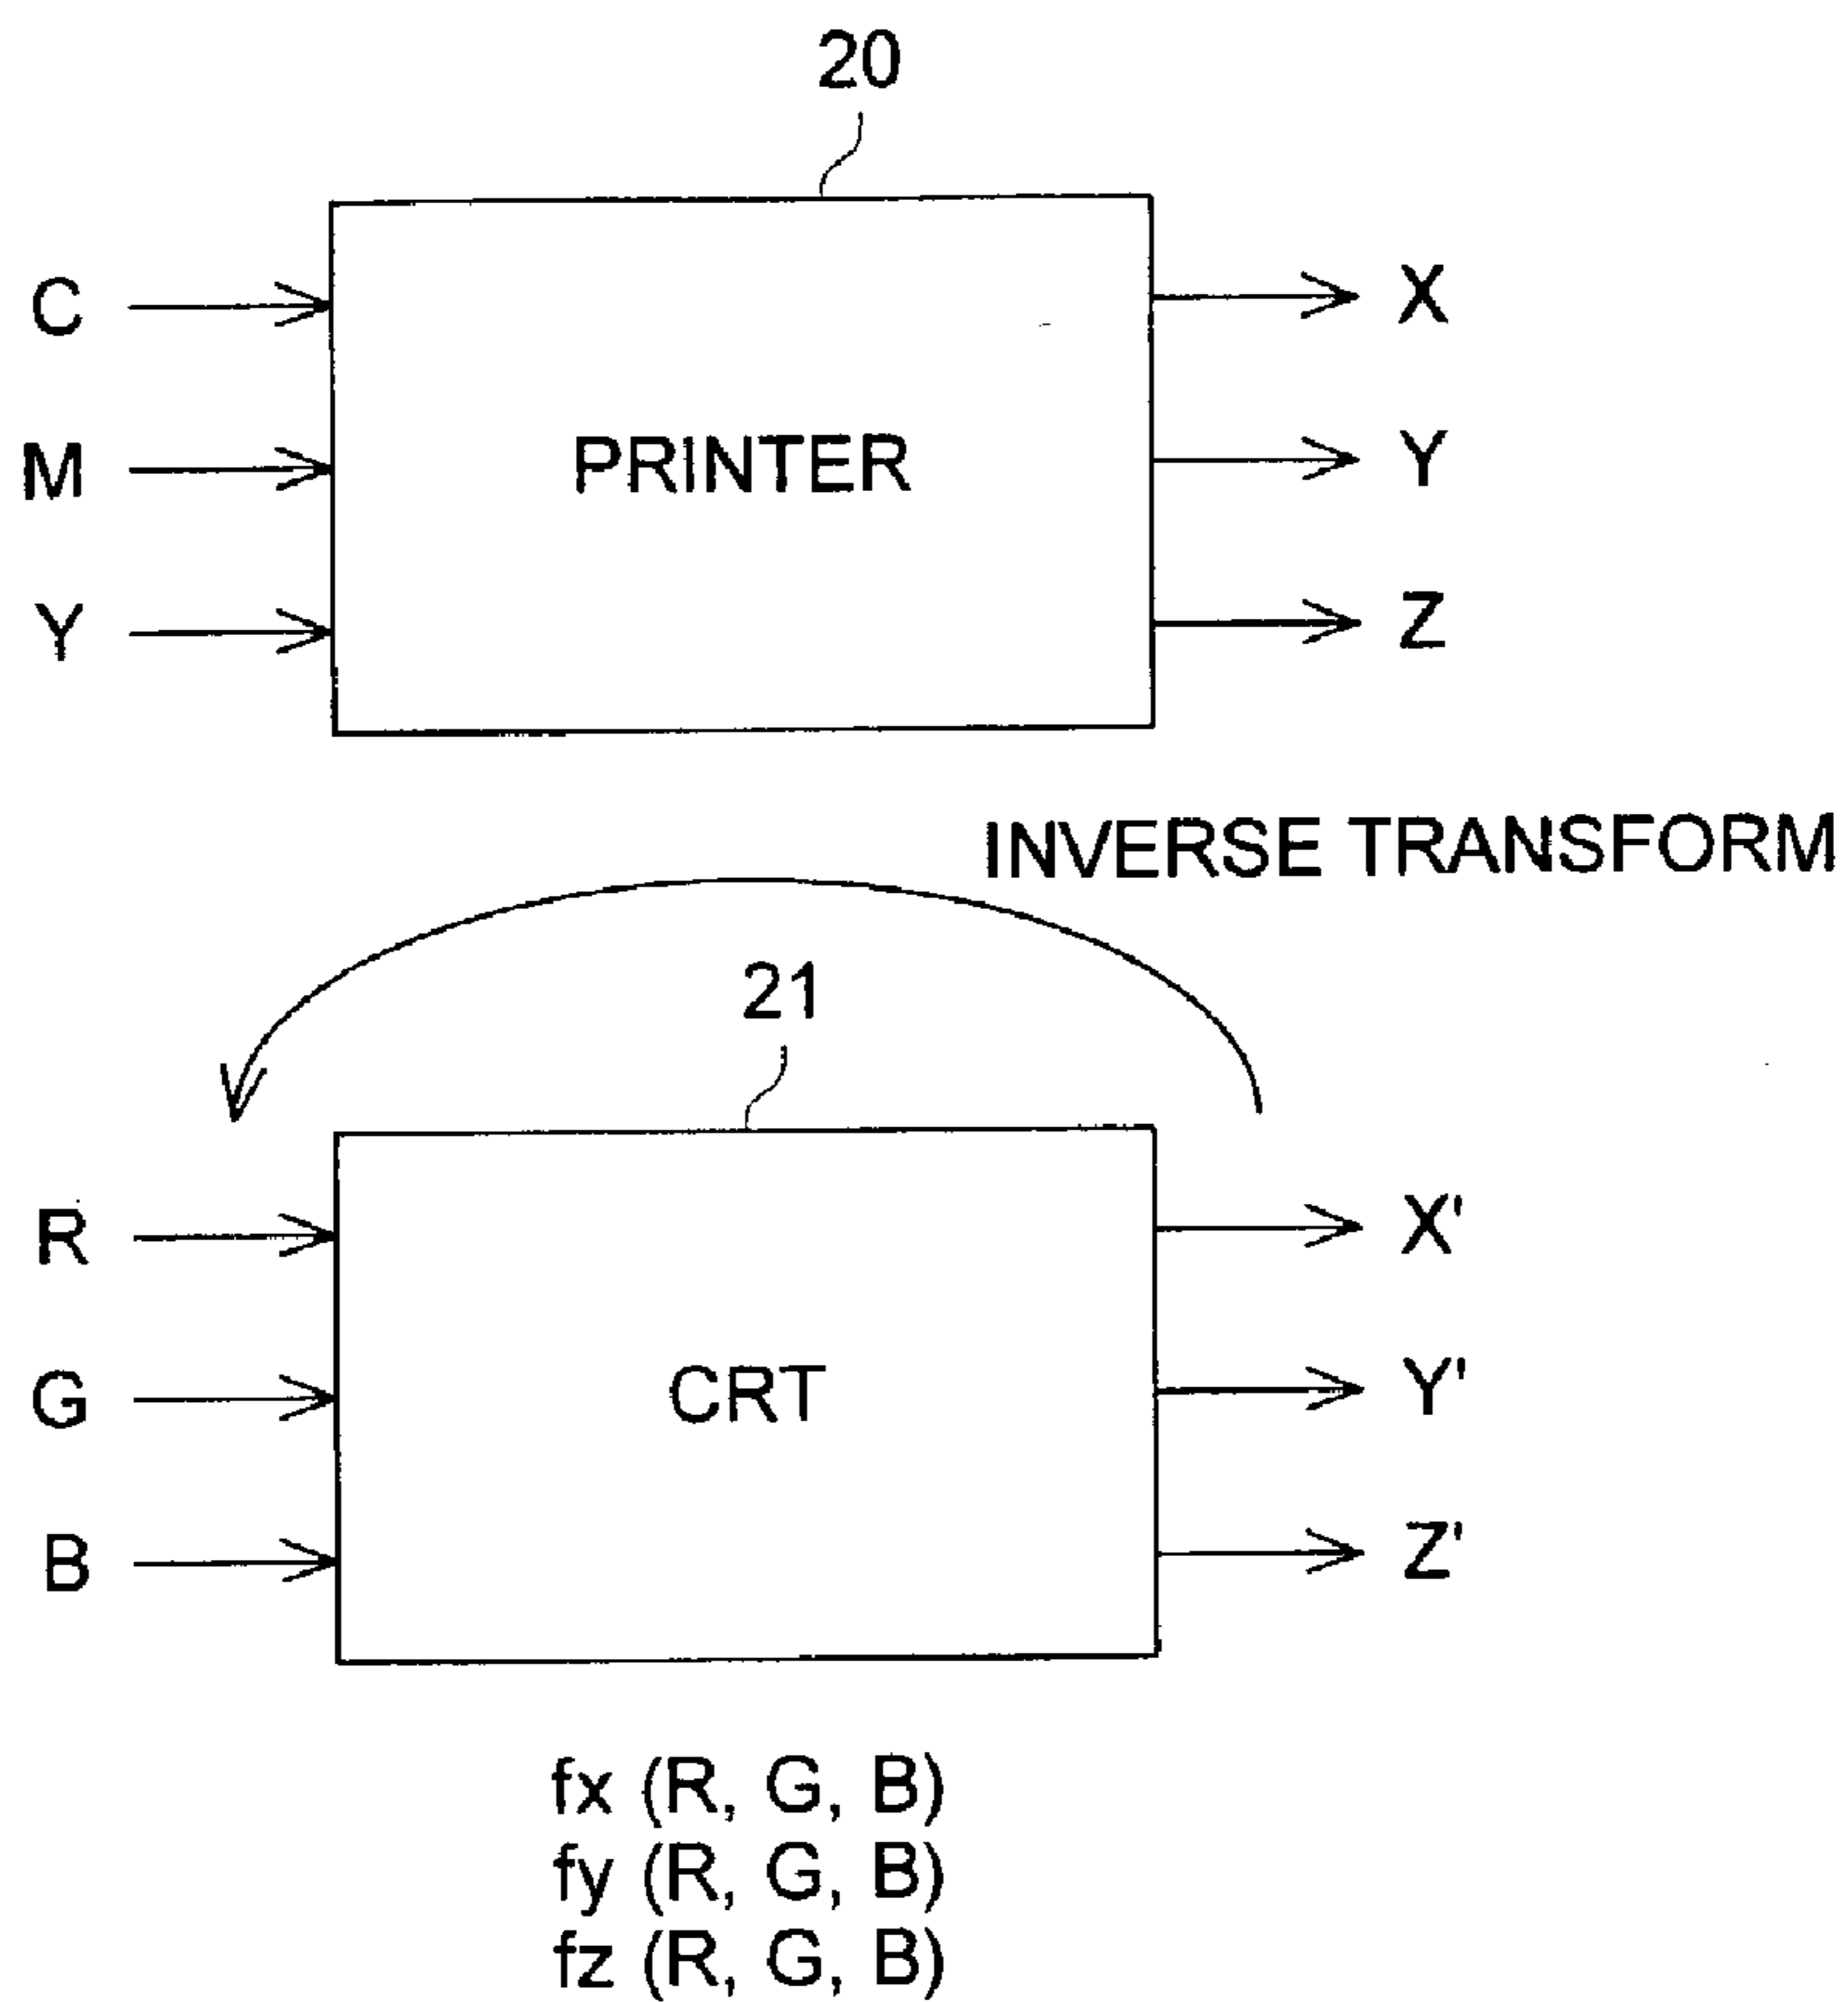 20
C
X
M
PRINTER
Y
Y
Z
INVERSE TRANSFORM
21
R
X'
G
CRT
Y'
B
Z'
fx (R, G, B)
fy (R, G, B)
fz (R, G, B)